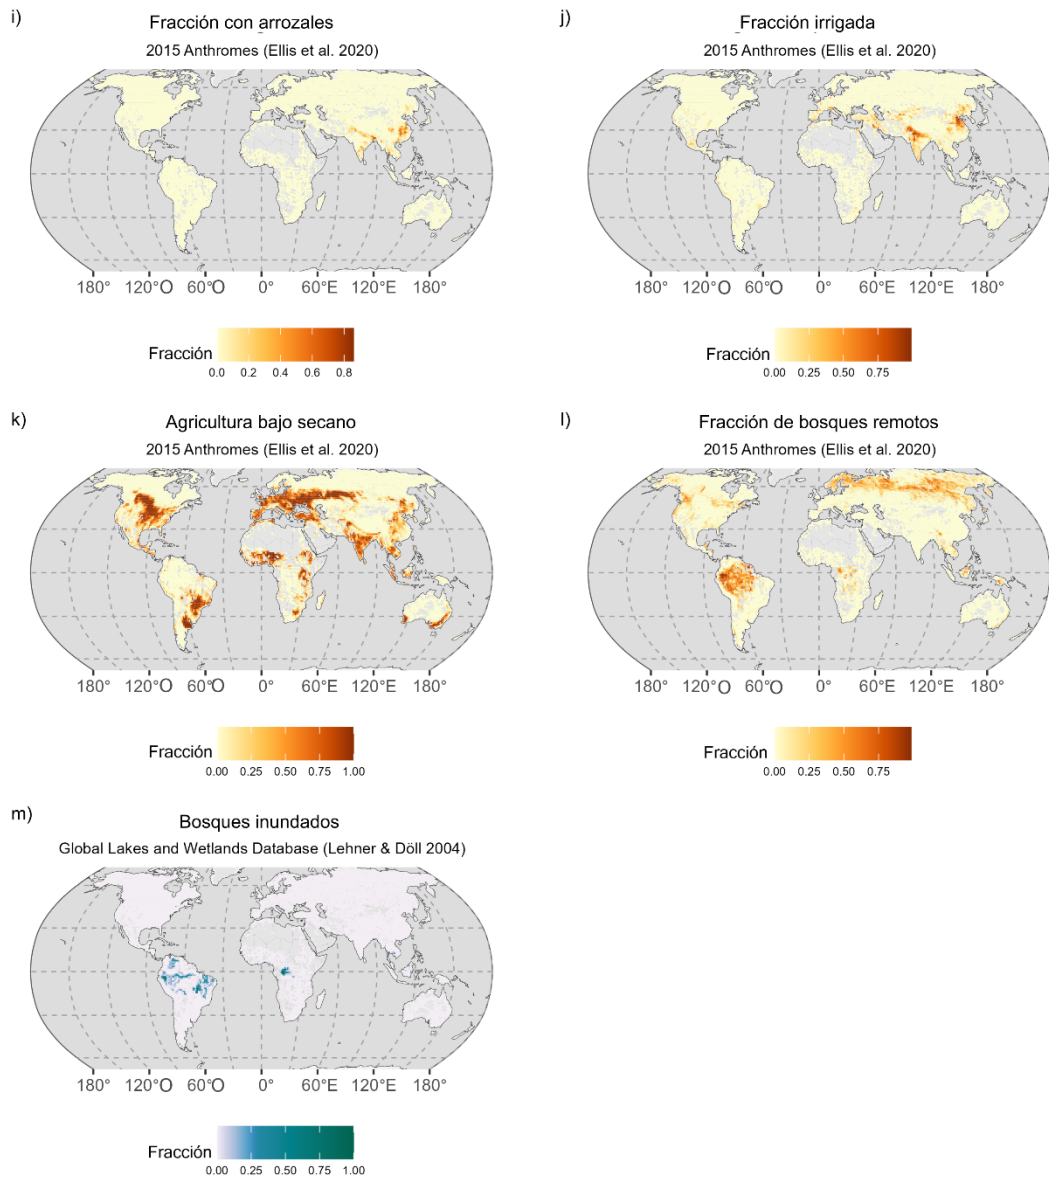 i)
Fracción con arrozales
2015 Anthromes (Ellis et al. 2020)
180° 120°O 60°O 0° 60°E 120°E 180°
Fracción
0.0 0.2 0.4 0.6 0.8
j)
Fracción irrigada
2015 Anthromes (Ellis et al. 2020)
180° 120°O 60°O 0° 60°E 120°E 180°
Fracción
0.00 0.25 0.50 0.75
k)
Agricultura bajo secano
2015 Anthromes (Ellis et al. 2020)
180° 120°O 60°O 0° 60°E 120°E 180°
Fracción
0.00 0.25 0.50 0.75 1.00
l)
Fracción de bosques remotos
2015 Anthromes (Ellis et al. 2020)
180° 120°O 60°O 0° 60°E 120°E 180°
Fracción
0.00 0.25 0.50 0.75
m)
Bosques inundados
Global Lakes and Wetlands Database (Lehner & Döll 2004)
180° 120°O 60°O 0° 60°E 120°E 180°
Fracción
0.00 0.25 0.50 0.75 1.00